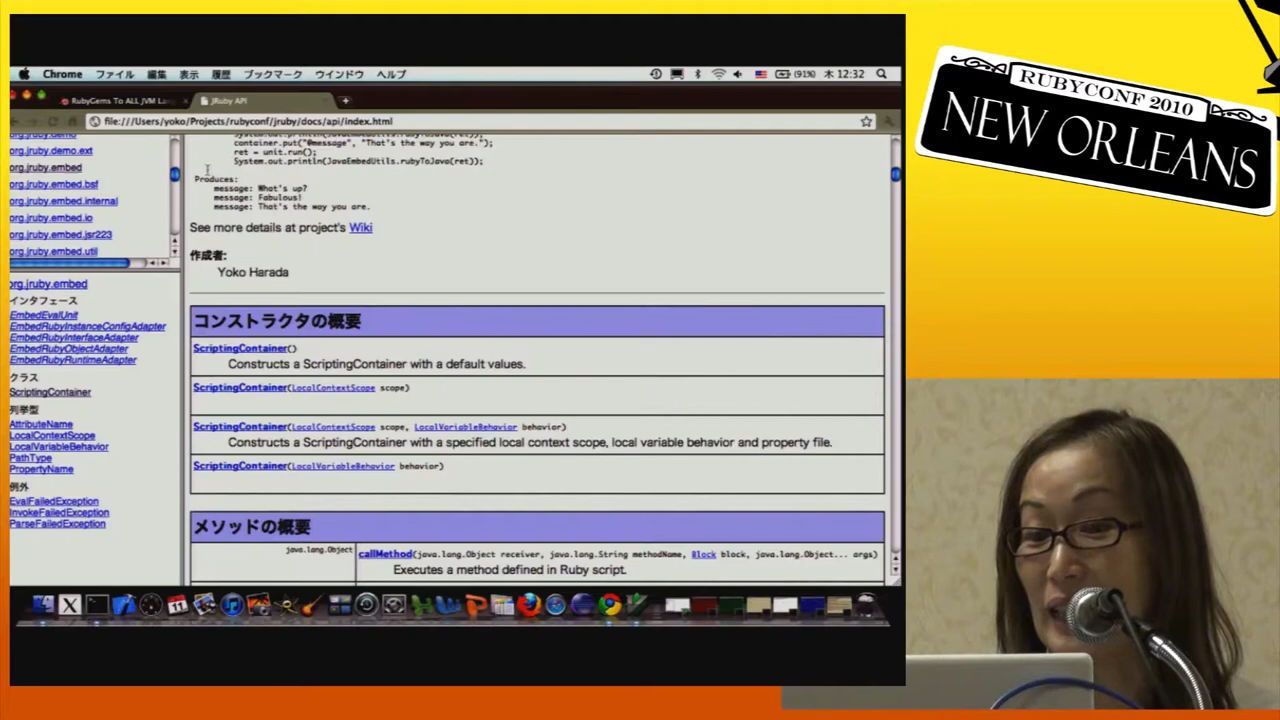 Chrome ファイル 編集 表示 履歴 ブックマーク ウインドウ ヘルプ (91%) 木 12:32
RubyGems To ALL JVM Lan
JRuby API
file:///Users/yoko/Projects/rubyconf/jruby/docs/api/index.html
org.jruby.demo
org.jruby.demo.ext
org.jruby.embed
org.jruby.embed.bsf
org.jruby.embed.internal
org.jruby.embed.io
org.jruby.embed.jsr223
org.jruby.embed.util
org.jruby.embed
インタフェース
EmbedEvalUnit
EmbedRubyInstanceConfigAdapter
EmbedRubyInterfaceAdapter
EmbedRubyObjectAdapter
EmbedRubyRuntimeAdapter
クラス
ScriptingContainer
列挙型
AttributeName
LocalContextScope
LocalVariableBehavior
PathType
PropertyName
例外
EvalFailedException
InvokeFailedException
ParseFailedException
System.out.println(JavaEmbedUtils.rubyToJava(ret));
container.put("@message", "That's the way you are.");
ret = unit.run();
System.out.println(JavaEmbedUtils.rubyToJava(ret));
Produces:
message: What's up?
message: Fabulous!
message: That's the way you are.
See more details at project's Wiki
作成者:
Yoko Harada
コンストラクタの概要
ScriptingContainer()
Constructs a ScriptingContainer with a default values.
ScriptingContainer(LocalContextScope scope)
ScriptingContainer(LocalContextScope scope, LocalVariableBehavior behavior)
Constructs a ScriptingContainer with a specified local context scope, local variable behavior and property file.
ScriptingContainer(LocalVariableBehavior behavior)
メソッドの概要
java.lang.Object callMethod(java.lang.Object receiver, java.lang.String methodName, Block block, java.lang.Object... args)
Executes a method defined in Ruby script.
RUBYCONF 2010
NEW ORLEANS